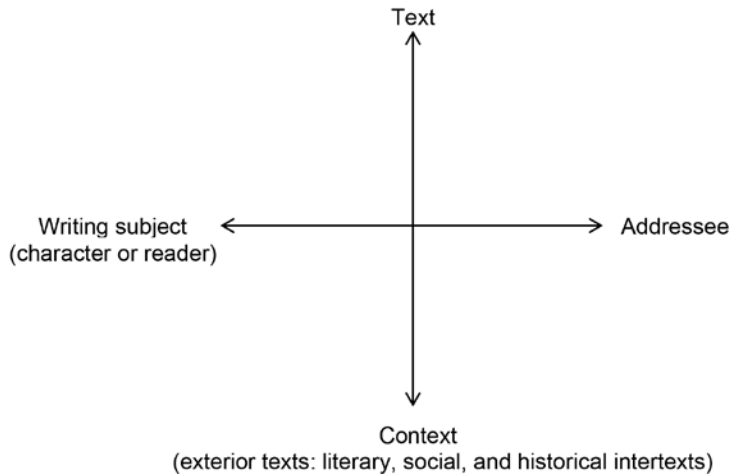 Text
Writing subject
(character or reader)
Addressee
Context
(exterior texts: literary, social, and historical intertexts)